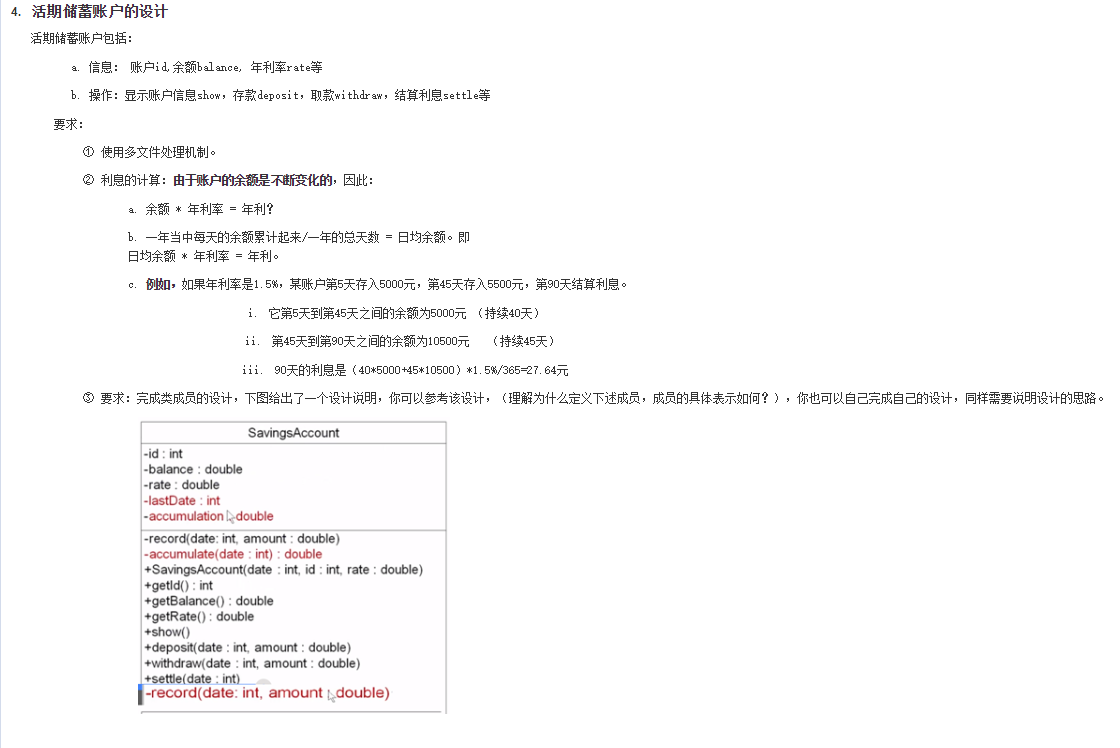 4. 活期储蓄账户的设计
活期储蓄账户包括:
a. 信息: 账户id,余额balance, 年利率rate等
b. 操作: 显示账户信息show, 存款deposit, 取款withdraw, 结算利息settle等
要求:
① 使用多文件处理机制。
② 利息的计算: 由于账户的余额是不断变化的, 因此:
a. 余额 * 年利率 = 年利?
b. 一年当中每天的余额累计起来/一年的总天数 = 日均余额。即
日均余额 * 年利率 = 年利。
c. 例如, 如果年利率是1.5%, 某账户第5天存入5000元, 第45天存入5500元, 第90天结算利息。
i. 它第5天到第45天之间的余额为5000元 (持续40天)
ii. 第45天到第90天之间的余额为10500元 (持续45天)
iii. 90天的利息是(40*5000+45*10500)*1.5%/365=27.64元
③ 要求: 完成类成员的设计, 下图给出了一个设计说明, 你可以参考该设计, (理解为什么定义下述成员, 成员的具体表示如何?), 你也可以自己完成自己的设计, 同样需要说明设计的思路。
SavingsAccount
-id : int
-balance : double
-rate : double
-lastDate : int
-accumulation double
-record(date: int, amount : double)
-accumulate(date : int) : double
+SavingsAccount(date : int, id : int, rate : double)
+getId() : int
+getBalance() : double
+getRate() : double
+show()
+deposit(date : int, amount : double)
+withdraw(date : int, amount : double)
+settle(date : int)
-record(date: int, amount double)